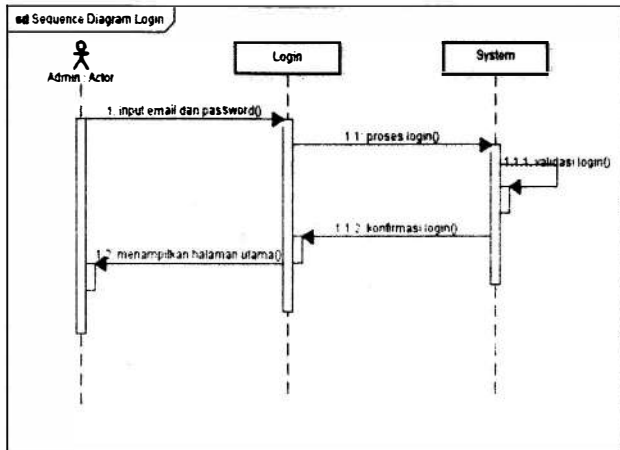 sd Sequence Diagram Login
Admin : Actor
Login
System
1. input email dan password()
1.1: proses login()
1.1.1. validasi login()
1.1.2. konfirmasi login()
1.2. menampilkan halaman utama()